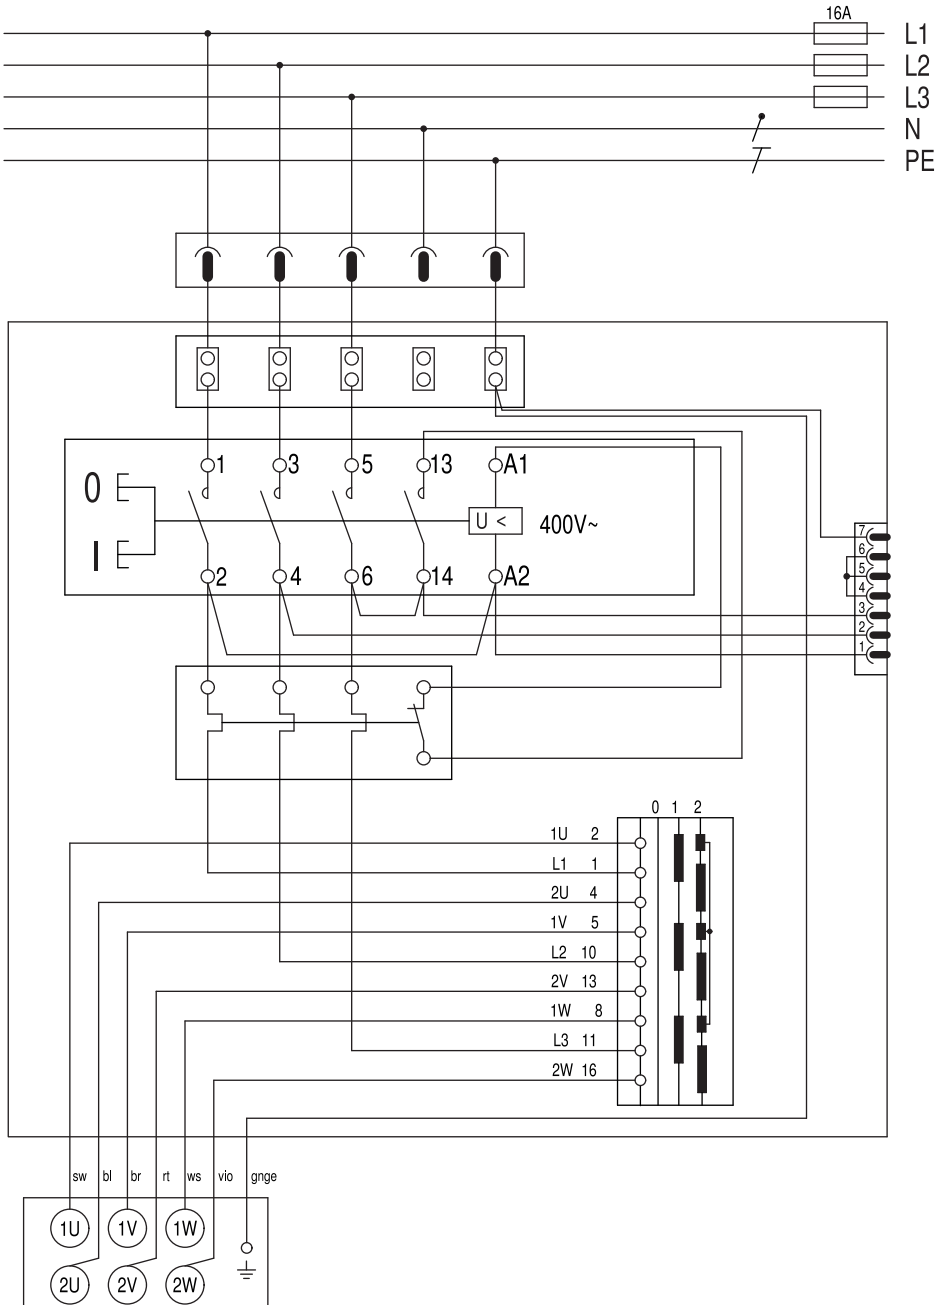 16A
L1
L2
L3
N
PE
1 3 5 13 A1
0
U < 400V~
I
2 4 6 14 A2
7
6
5
4
3
2
1
0 1 2
1U 2
L1 1
2U 4
1V 5
L2 10
2V 13
1W 8
L3 11
2W 16
sw bl br rt ws vio gnge
1U 1V 1W
2U 2V 2W